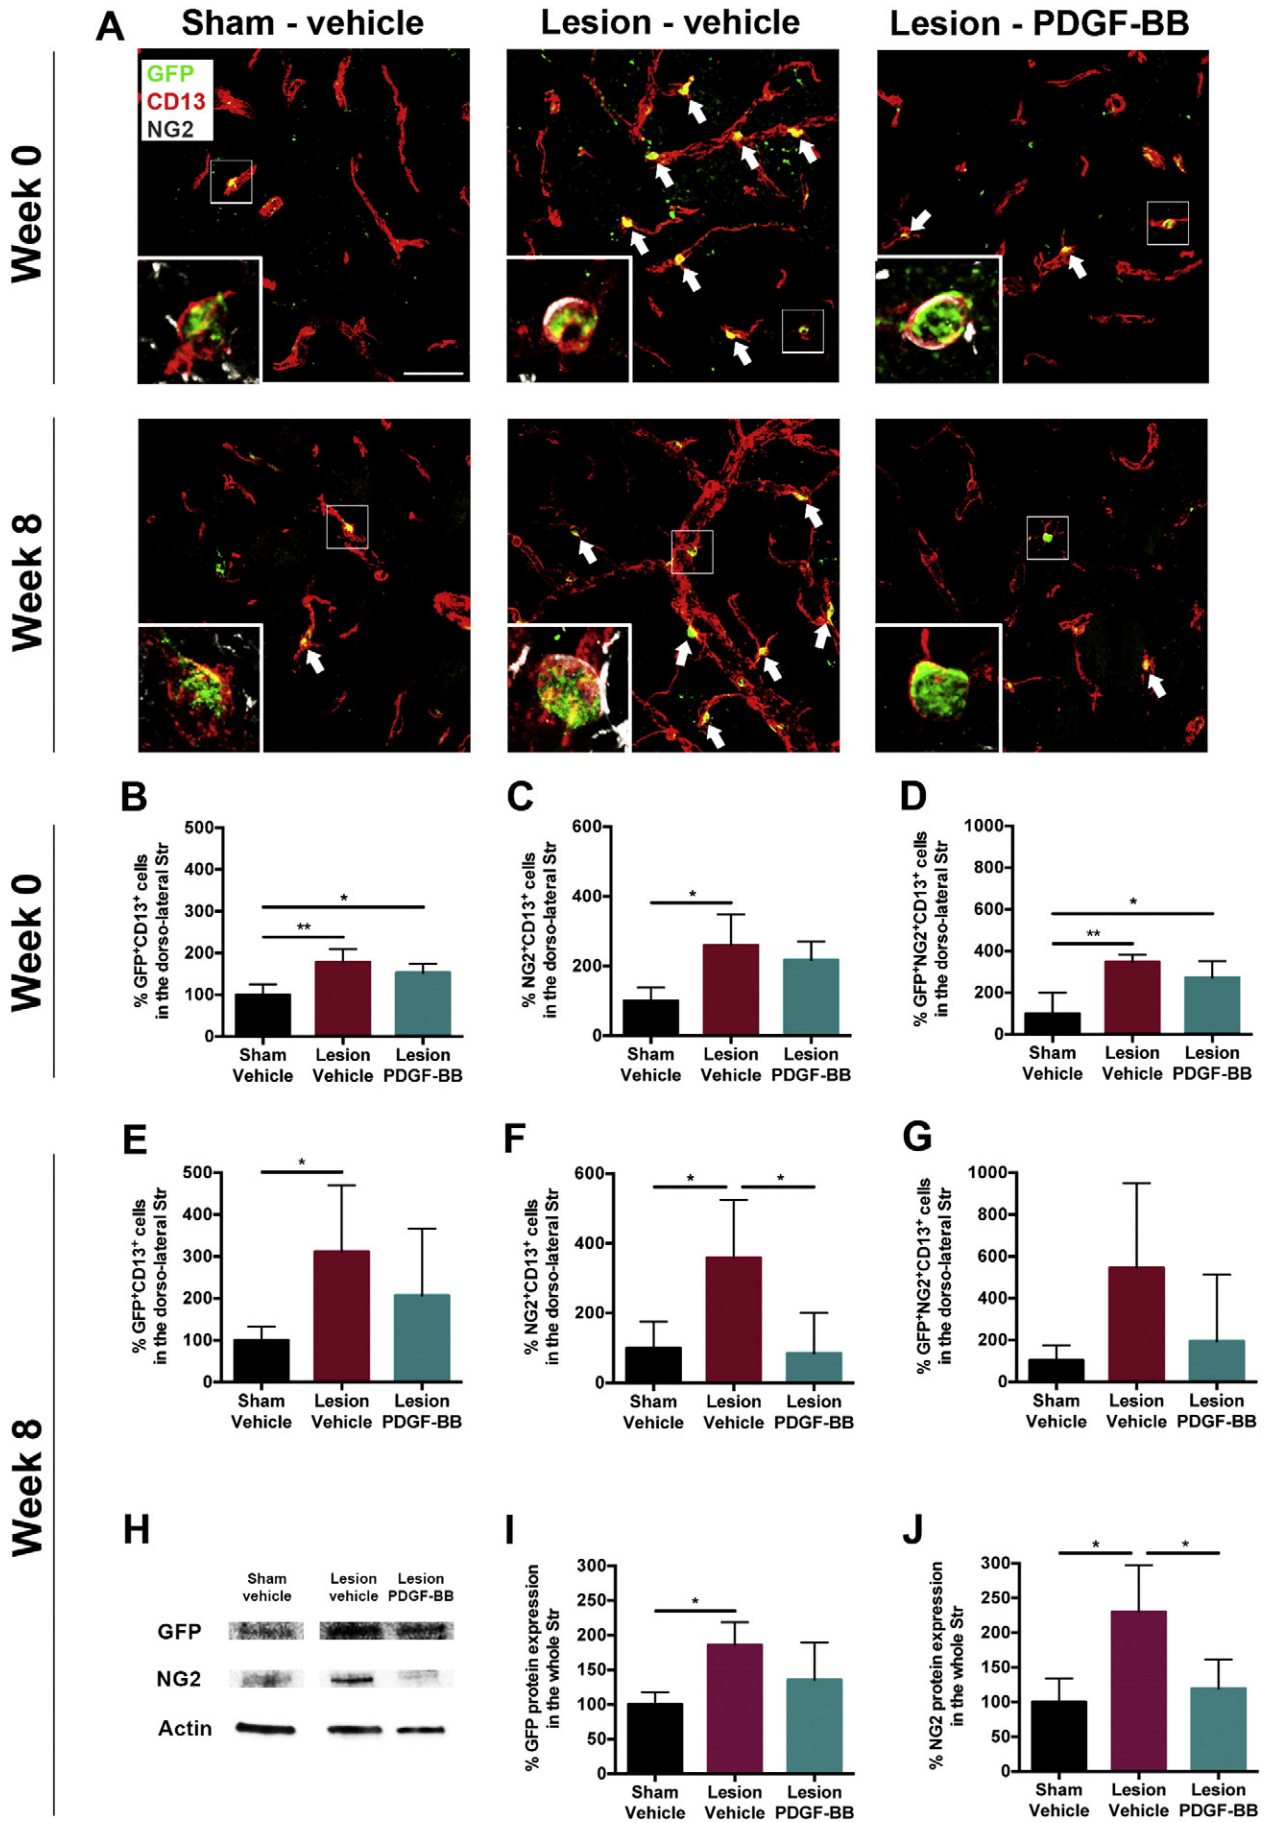 A
Sham - vehicle
Lesion - vehicle
Lesion - PDGF-BB
Week 0
GFP
CD13
NG2
Week 8
Week 0
B
% GFP⁺CD13⁺ cells
in the dorso-lateral Str
500
400
300
200
100
0
*
**
Sham
Vehicle
Lesion
Vehicle
Lesion
PDGF-BB
C
% NG2⁺CD13⁺ cells
in the dorso-lateral Str
600
400
200
0
*
Sham
Vehicle
Lesion
Vehicle
Lesion
PDGF-BB
D
% GFP⁺NG2⁺CD13⁺ cells
in the dorso-lateral Str
1000
800
600
400
200
0
*
**
Sham
Vehicle
Lesion
Vehicle
Lesion
PDGF-BB
Week 8
E
% GFP⁺CD13⁺ cells
in the dorso-lateral Str
500
400
300
200
100
0
*
Sham
Vehicle
Lesion
Vehicle
Lesion
PDGF-BB
F
% NG2⁺CD13⁺ cells
in the dorso-lateral Str
600
400
200
0
*
*
Sham
Vehicle
Lesion
Vehicle
Lesion
PDGF-BB
G
% GFP⁺NG2⁺CD13⁺ cells
in the dorso-lateral Str
1000
800
600
400
200
0
Sham
Vehicle
Lesion
Vehicle
Lesion
PDGF-BB
H
Sham
vehicle
Lesion
vehicle
Lesion
PDGF-BB
GFP
NG2
Actin
I
% GFP protein expression
in the whole Str
300
250
200
150
100
50
0
*
Sham
Vehicle
Lesion
Vehicle
Lesion
PDGF-BB
J
% NG2 protein expression
in the whole Str
300
250
200
150
100
50
0
*
*
Sham
Vehicle
Lesion
Vehicle
Lesion
PDGF-BB